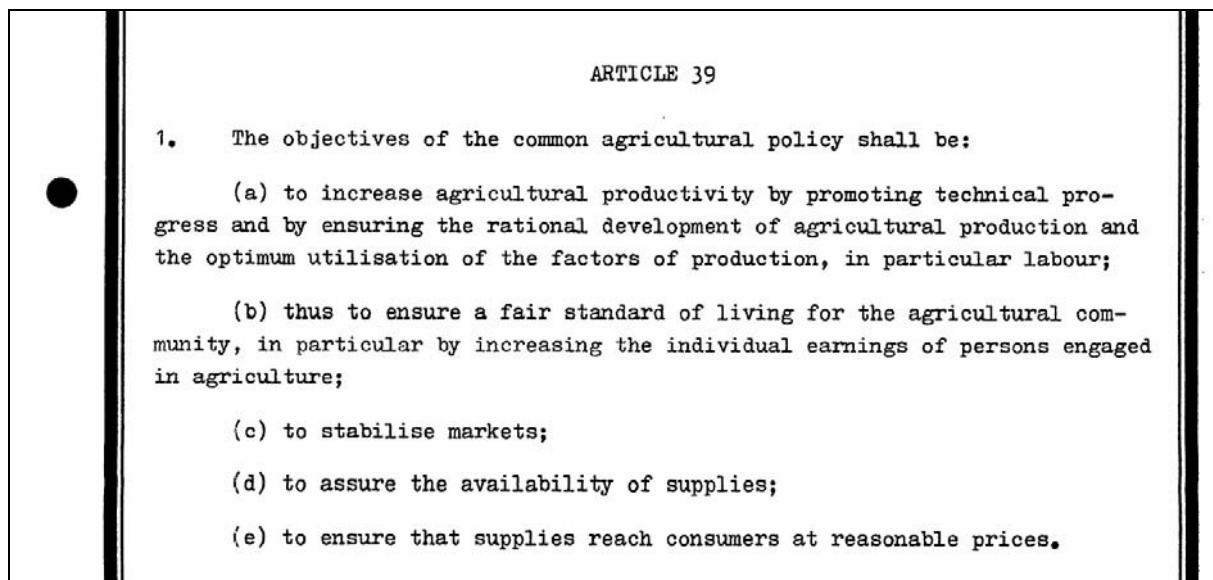 ARTICLE 39
1. The objectives of the common agricultural policy shall be:
(a) to increase agricultural productivity by promoting technical pro-
gress and by ensuring the rational development of agricultural production and
the optimum utilisation of the factors of production, in particular labour;
(b) thus to ensure a fair standard of living for the agricultural com-
munity, in particular by increasing the individual earnings of persons engaged
in agriculture;
(c) to stabilise markets;
(d) to assure the availability of supplies;
(e) to ensure that supplies reach consumers at reasonable prices.